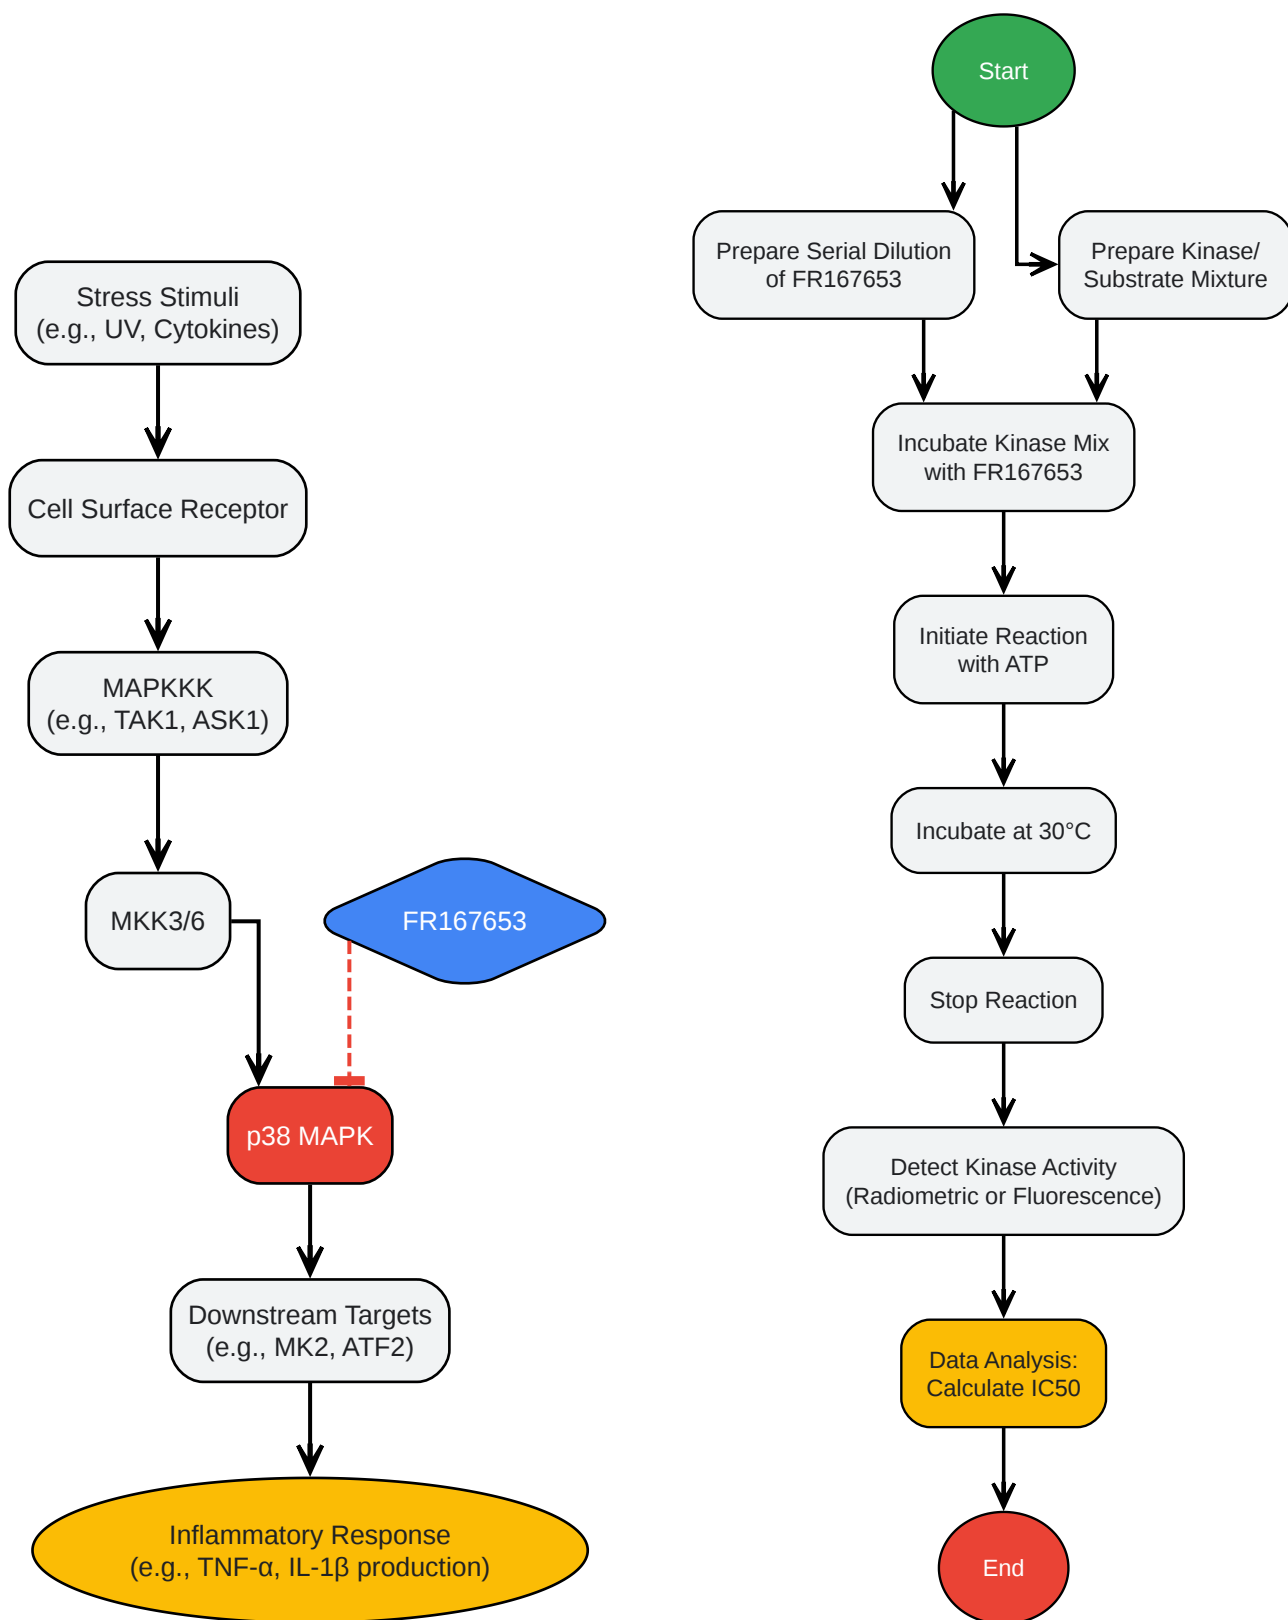 Stress Stimuli
(e.g., UV, Cytokines)
Cell Surface Receptor
MAPKKK
(e.g., TAK1, ASK1)
MKK3/6
FR167653
p38 MAPK
Downstream Targets
(e.g., MK2, ATF2)
Inflammatory Response
(e.g., TNF-α, IL-1β production)
Start
Prepare Serial Dilution
of FR167653
Prepare Kinase/
Substrate Mixture
Incubate Kinase Mix
with FR167653
Initiate Reaction
with ATP
Incubate at 30°C
Stop Reaction
Detect Kinase Activity
(Radiometric or Fluorescence)
Data Analysis:
Calculate IC50
End